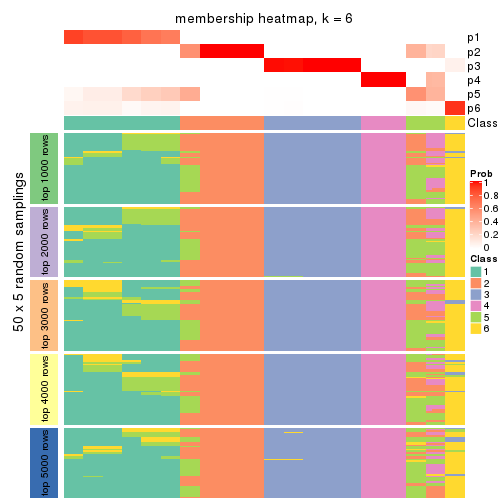 membership heatmap, k = 6
p1
p2
p3
p4
p5
p6
Class
50 x 5 random samplings
top 1000 rows
top 2000 rows
top 3000 rows
top 4000 rows
top 5000 rows
Prob
1
0.8
0.6
0.4
0.2
0
Class
1
2
3
4
5
6